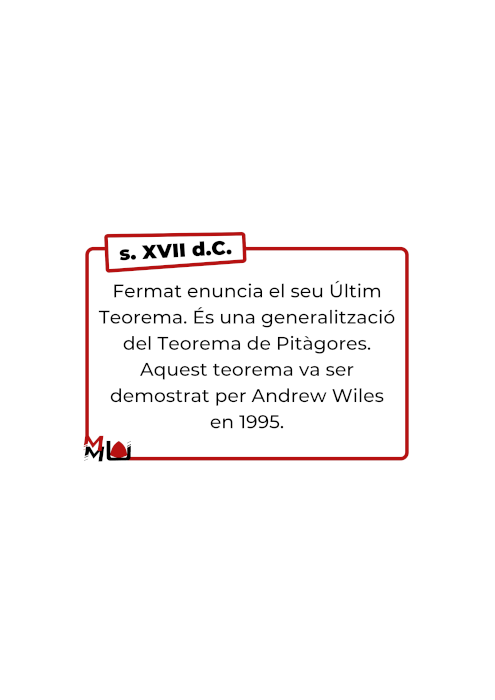 s. XVII d.C.
Fermat enuncia el seu Últim
Teorema. És una generalització
del Teorema de Pitàgores.
Aquest teorema va ser
demostrat per Andrew Wiles
en 1995.